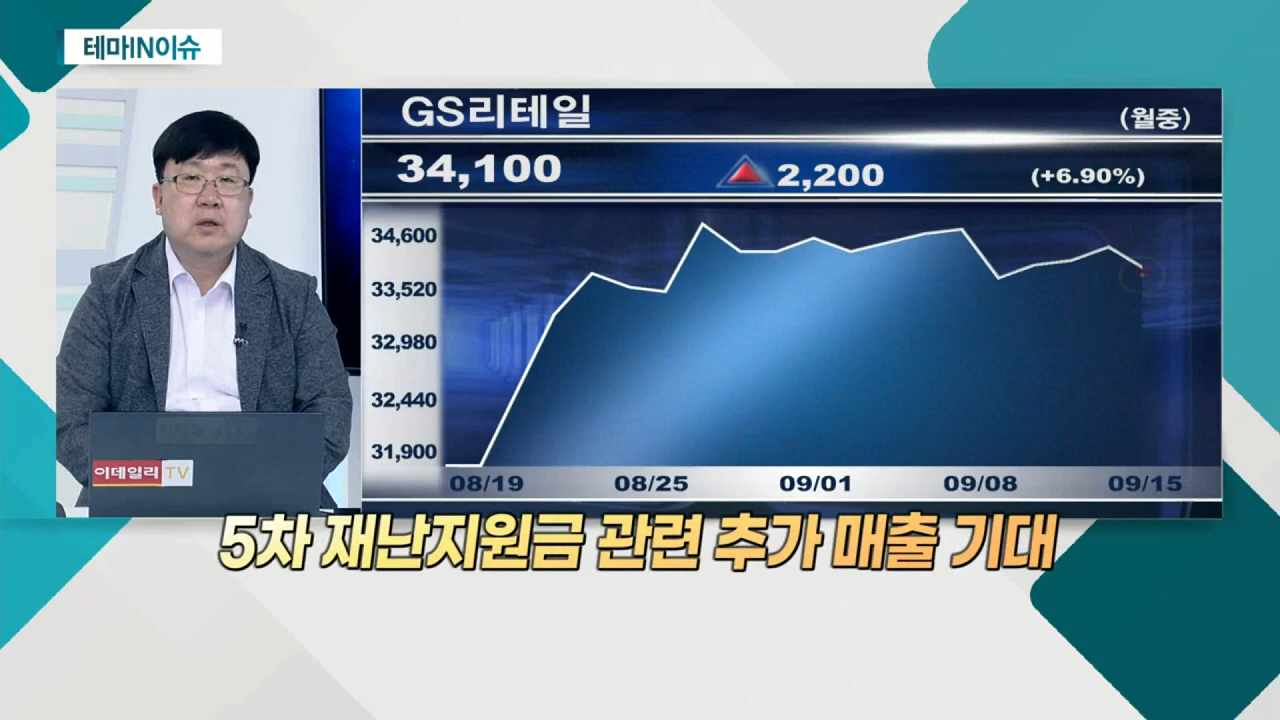 테마IN이슈
GS리테일
(월중)
34,100
2,200
(+6.90%)
34,600
33,520
32,980
32,440
31,900
08/19
08/25
09/01
09/08
09/15
이데일리 TV
5차 재난지원금 관련 추가 매출 기대